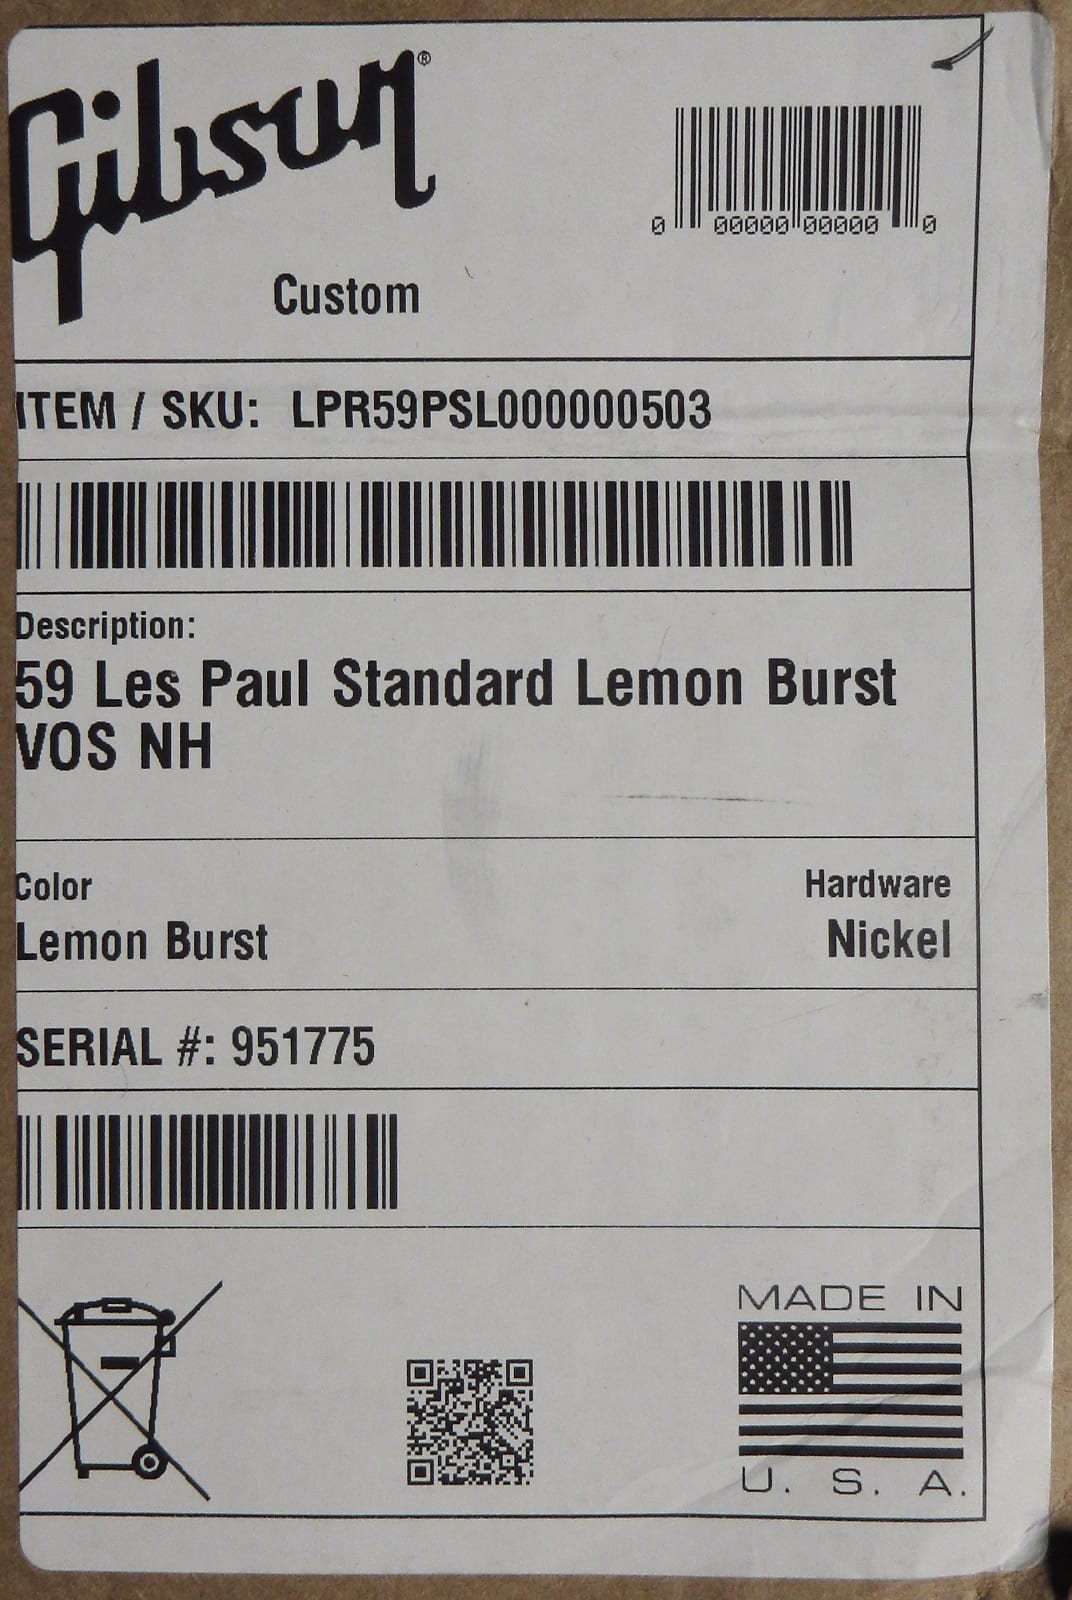 Gibson®
0 00000 00000 0
Custom
ITEM / SKU: LPR59PSL000000503
Description:
59 Les Paul Standard Lemon Burst
VOS NH
Color
Hardware
Lemon Burst
Nickel
SERIAL #: 951775
MADE IN
U. S. A.